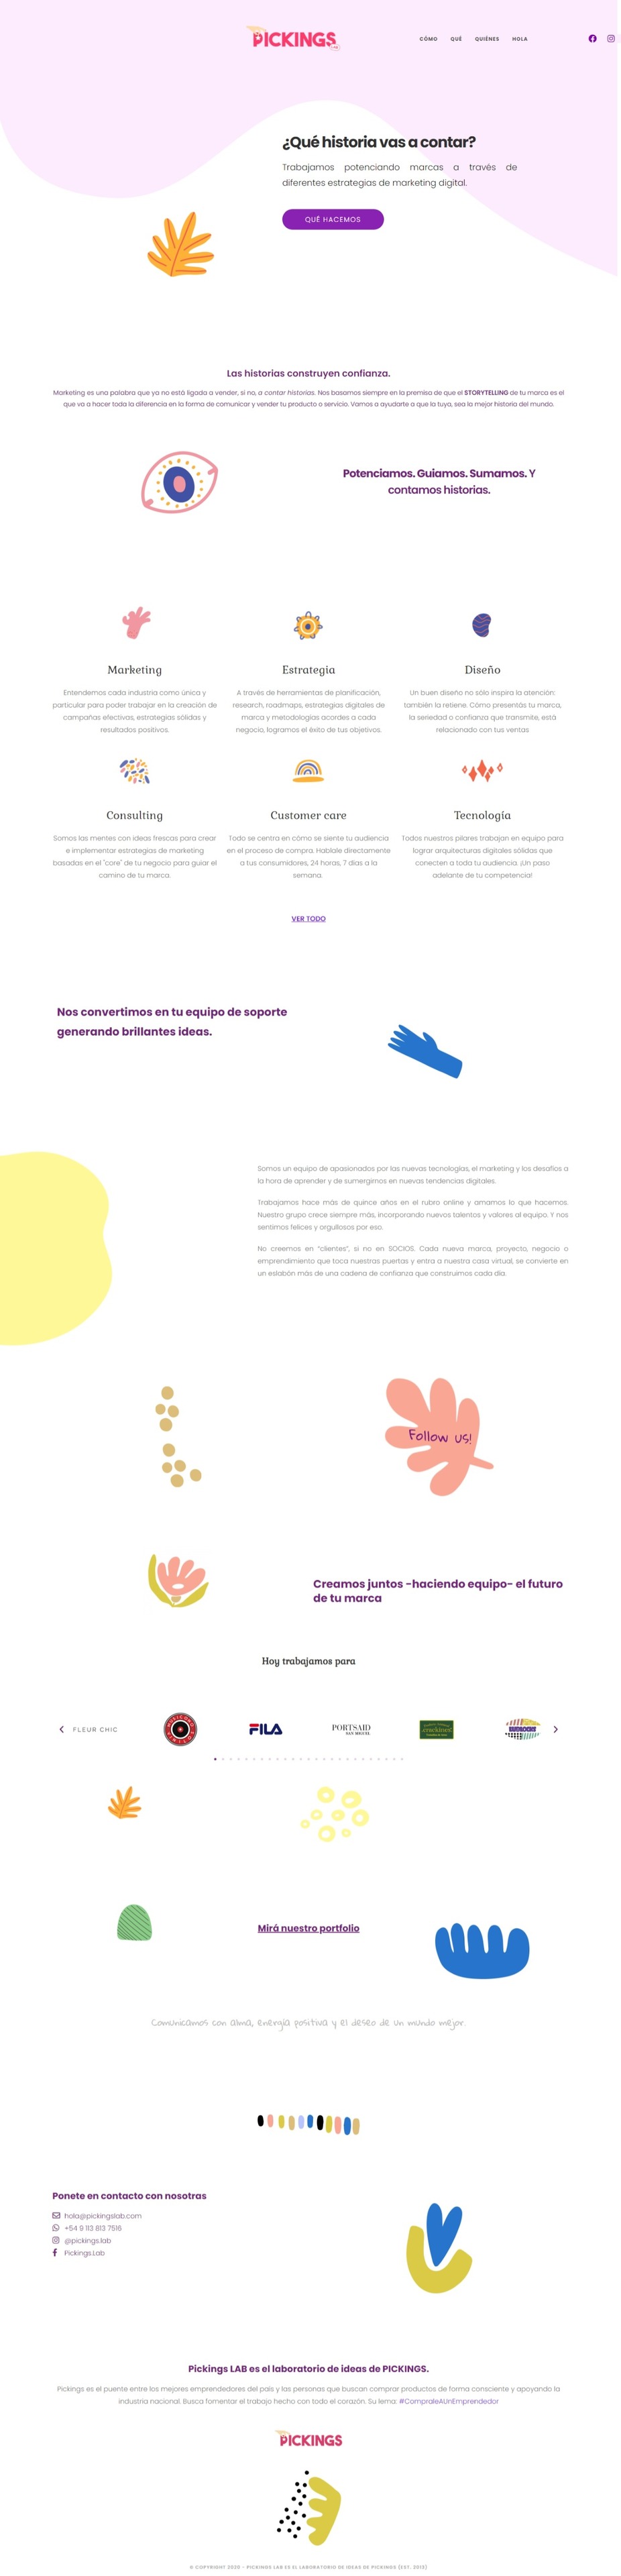 PICKINGS
CÓMO QUÉ QUIÉNES HOLA
¿Qué historia vas a contar?
Trabajamos potenciando marcas a través de
diferentes estrategias de marketing digital.
QUÉ HACEMOS
Las historias construyen confianza.
Marketing es una palabra que ya no está ligada a vender, si no, a contar historias. Nos basamos siempre en la premisa de que el STORYTELLING de tu marca es el
que va a hacer toda la diferencia en la forma de comunicar y vender tu producto o servicio. Vamos a ayudarte a que la tuya, sea la mejor historia del mundo.
Potenciamos. Guiamos. Sumamos. Y
contamos historias.
Marketing
Entendemos cada industria como única y
particular para poder trabajar en la creación de
campañas efectivas, estrategias sólidas y
resultados positivos.
Estrategia
A través de herramientas de planificación,
research, roadmaps, estrategias digitales de
marca y metodologías acordes a cada
negocio, logramos el éxito de tus objetivos.
Diseño
Un buen diseño no sólo inspira la atención:
también la retiene. Cómo presentás tu marca,
la seriedad o confianza que transmite, está
relacionado con tus ventas
Consulting
Somos las mentes con ideas frescas para crear
e implementar estrategias de marketing
basadas en el "core" de tu negocio para guiar el
camino de tu marca.
Customer care
Todo se centra en cómo se siente tu audiencia
en el proceso de compra. Hablale directamente
a tus consumidores, 24 horas, 7 días a la
semana.
Tecnología
Todos nuestros pilares trabajan en equipo para
lograr arquitecturas digitales sólidas que
conecten a toda tu audiencia. ¡Un paso
adelante de tu competencia!
VER TODO
Nos convertimos en tu equipo de soporte
generando brillantes ideas.
Somos un equipo de apasionados por las nuevas tecnologías, el marketing y los desafíos a
la hora de aprender y de sumergirnos en nuevas tendencias digitales.
Trabajamos hace más de quince años en el rubro online y amamos lo que hacemos.
Nuestro grupo crece siempre más, incorporando nuevos talentos y valores al equipo. Y nos
sentimos felices y orgullosos por eso.
No creemos en "clientes", si no en SOCIOS. Cada nueva marca, proyecto, negocio o
emprendimiento que toca nuestras puertas y entra a nuestra casa virtual, se convierte en
un eslabón más de una cadena de confianza que construimos cada día.
Follow us!
Creamos juntos -haciendo equipo- el futuro
de tu marca
Hoy trabajamos para
FLEUR CHIC
FILA
PORTSAID
SAN MIGUEL
Mirá nuestro portfolio
Comunicamos con alma, energía positiva y el deseo de un mundo mejor.
Ponete en contacto con nosotras
hola@pickingslab.com
+54 9 113 813 7516
@pickings.lab
Pickings.Lab
Pickings LAB es el laboratorio de ideas de PICKINGS.
Pickings es el puente entre los mejores emprendedores del país y las personas que buscan comprar productos de forma consciente y apoyando la
industria nacional. Busca fomentar el trabajo hecho con todo el corazón. Su lema: #CompraleAUnEmprendedor
PICKINGS
© COPYRIGHT 2020 - PICKINGS LAB ES EL LABORATORIO DE IDEAS DE PICKINGS (EST. 2012)